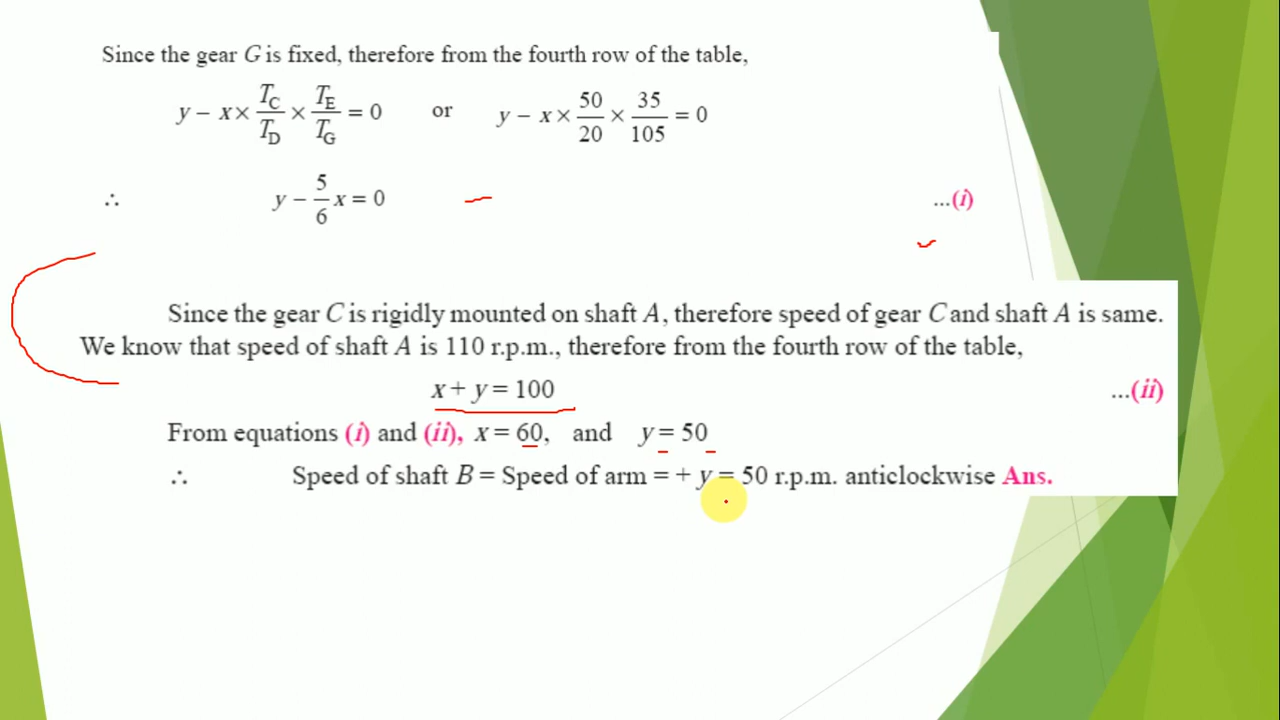 Since the gear G is fixed, therefore from the fourth row of the table,
y − x × T_C/T_D × T_E/T_G = 0 or y − x × 50/20 × 35/105 = 0
∴ y − 5/6 x = 0 ...(i)
Since the gear C is rigidly mounted on shaft A, therefore speed of gear C and shaft A is same.
We know that speed of shaft A is 110 r.p.m., therefore from the fourth row of the table,
x + y = 100 ...(ii)
From equations (i) and (ii), x = 60, and y = 50
∴ Speed of shaft B = Speed of arm = + y = 50 r.p.m. anticlockwise Ans.